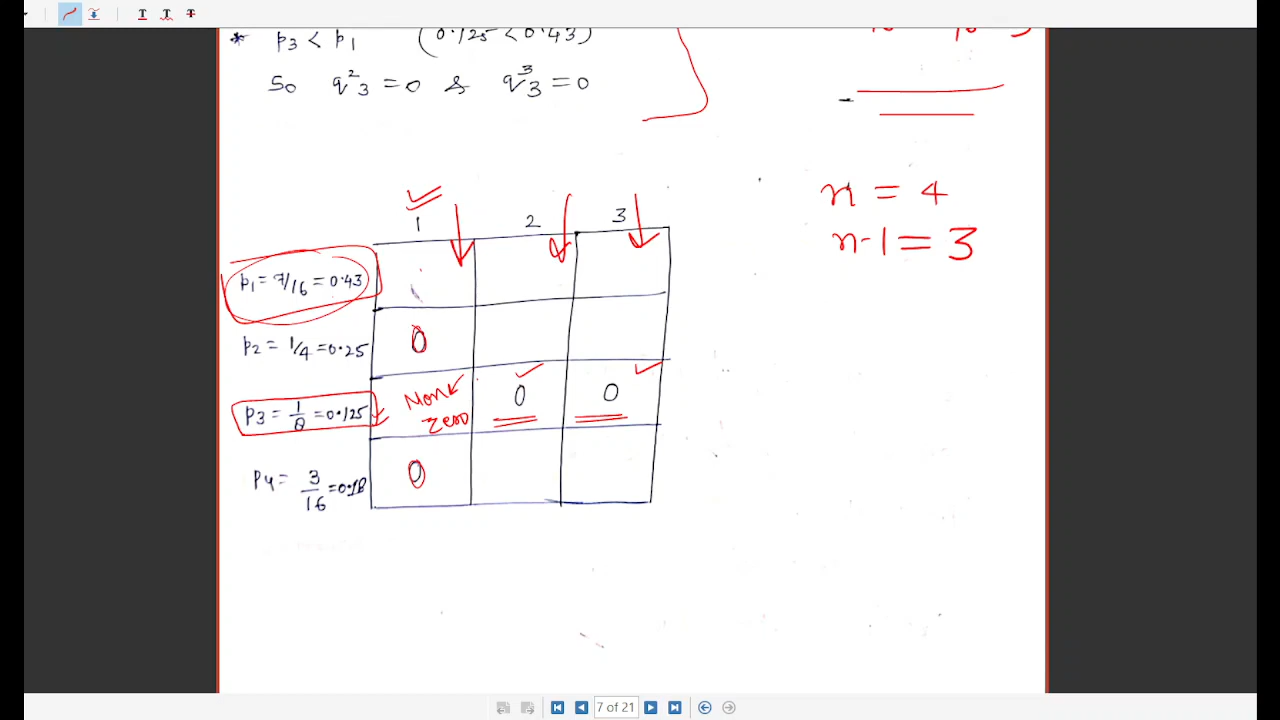 * p3 < p1 (0.125 < 0.43)
So q²3 = 0 & q³3 = 0
n = 4
n-1 = 3
1 2 3
p1 = 7/16 = 0.43
p2 = 1/4 = 0.25 0
p3 = 1/8 = 0.125 Non zero 0 0
p4 = 3/16 = 0.18 0
7 of 21